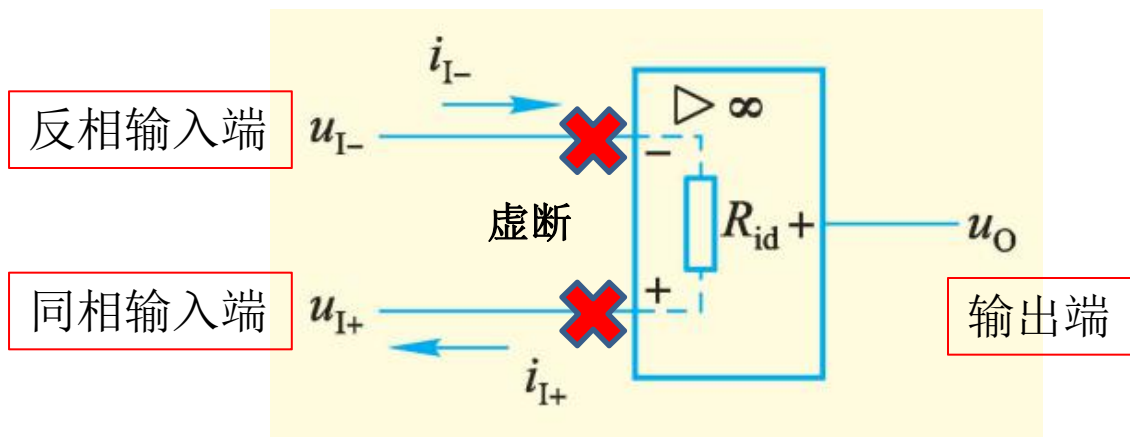 i_I−
▷ ∞
反相输入端 u_I− −
虚断 R_id + u_O
同相输入端 u_I+ +
输出端
i_I+